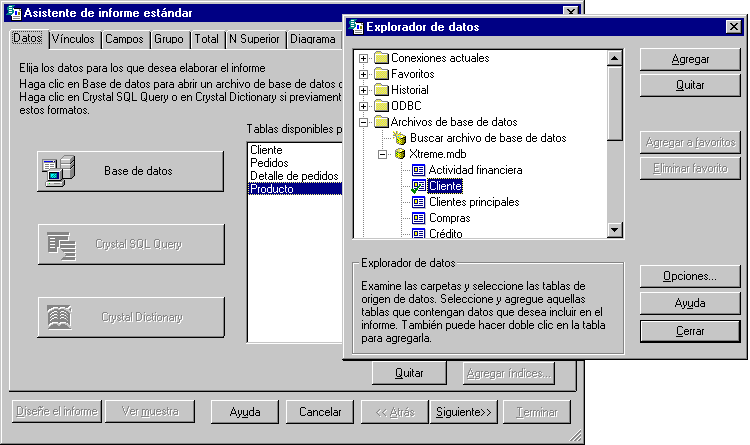 Asistente de informe estándar
Datos
Vínculos
Campos
Grupo
Total
N Superior
Diagrama
Elija los datos para los que desea elaborar el informe
Haga clic en Base de datos para abrir un archivo de base de datos
Haga clic en Crystal SQL Query o en Crystal Dictionary si previament
estos formatos.
Tablas disponibles p
Base de datos
Crystal SQL Query
Crystal Dictionary
Cliente
Pedidos
Detalle de pedidos
Producto
Quitar
Agregar índices...
Diseñe el informe
Ver muestra
Ayuda
Cancelar
<< Atrás
Siguiente>>
Terminar
Explorador de datos
Conexiones actuales
Favoritos
Historial
ODBC
Archivos de base de datos
Buscar archivo de base de datos
Xtreme.mdb
Actividad financiera
Cliente
Clientes principales
Compras
Crédito
Agregar
Quitar
Agregar a favoritos
Eliminar favorito
Explorador de datos
Examine las carpetas y seleccione las tablas de
origen de datos. Seleccione y agregue aquellas
tablas que contengan datos que desea incluir en el
informe. También puede hacer doble clic en la tabla
para agregarla.
Opciones...
Ayuda
Cerrar